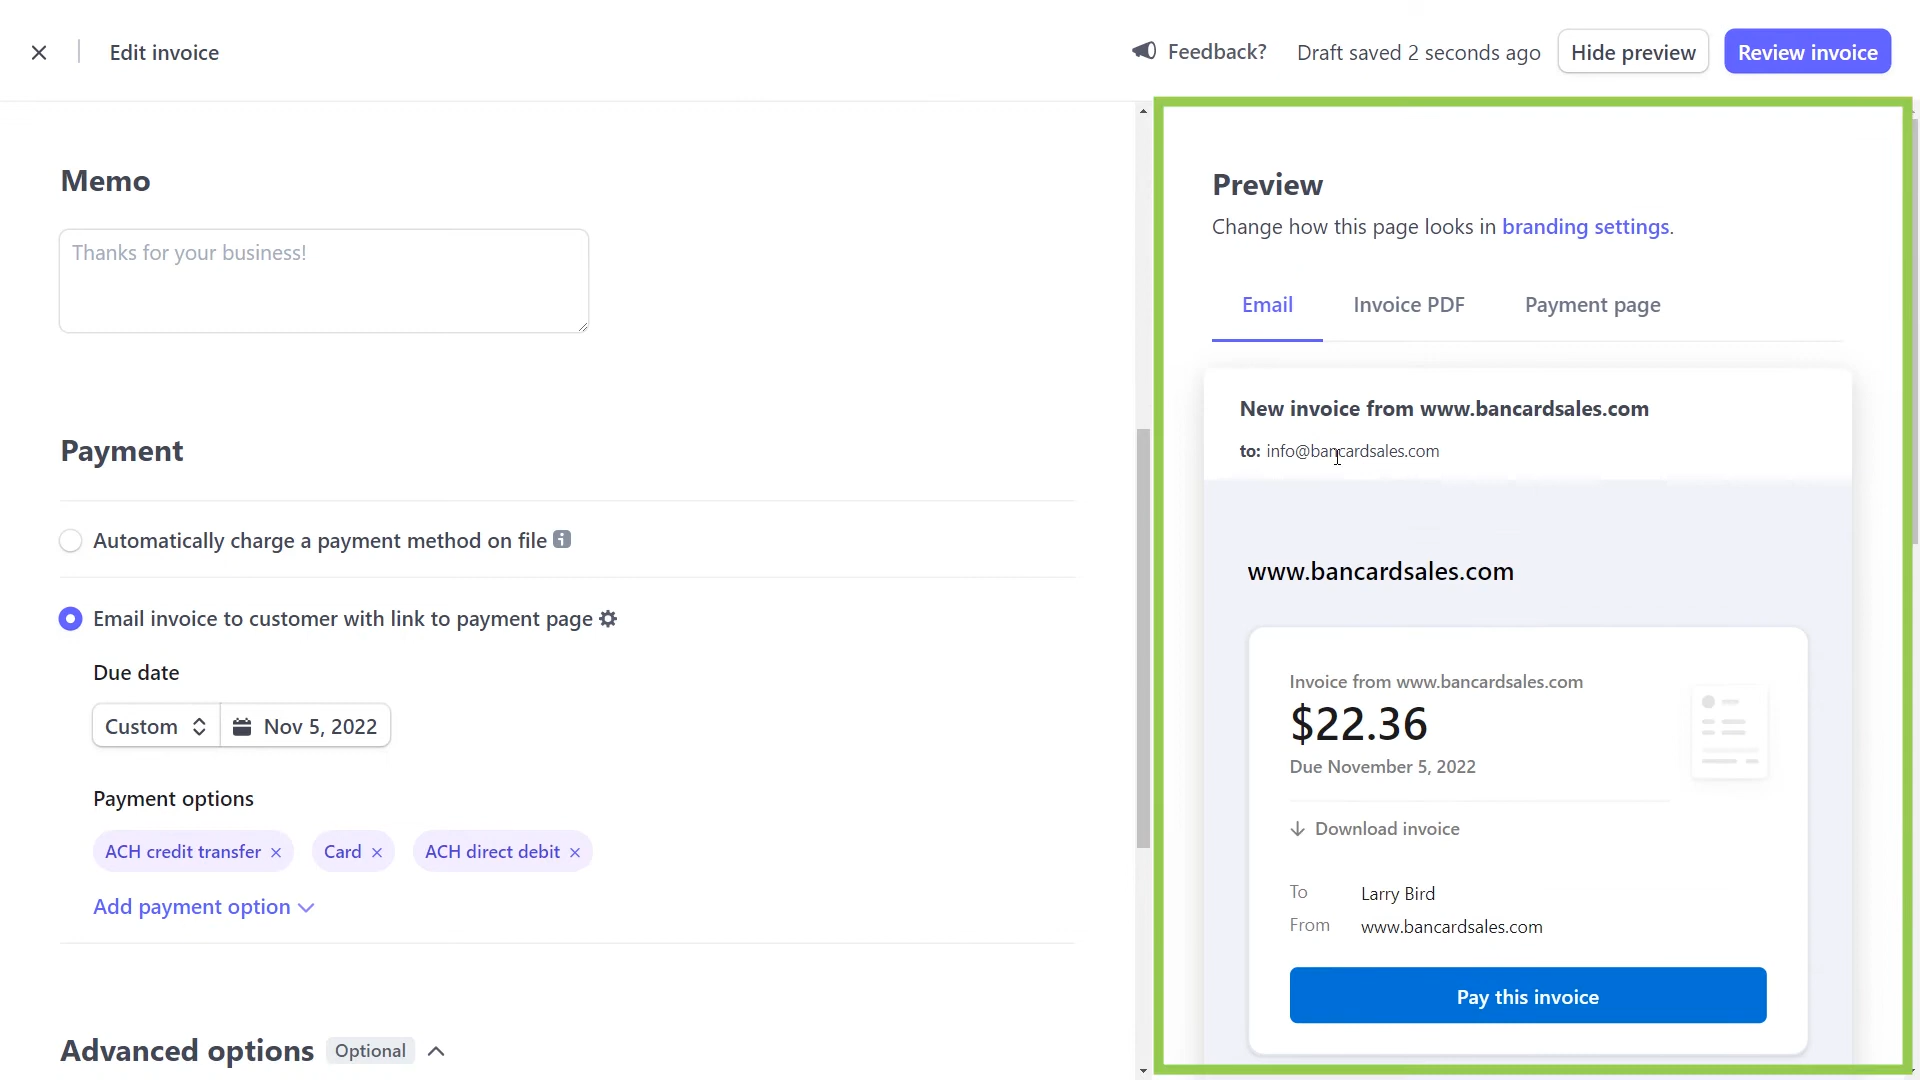 Edit invoice
Feedback?
Draft saved 2 seconds ago
Hide preview
Review invoice
Memo
Thanks for your business!
Payment
Automatically charge a payment method on file
Email invoice to customer with link to payment page
Due date
Custom
Nov 5, 2022
Payment options
ACH credit transfer ×
Card ×
ACH direct debit ×
Add payment option
Advanced options Optional
Preview
Change how this page looks in branding settings.
Email
Invoice PDF
Payment page
New invoice from www.bancardsales.com
to: info@bancardsales.com
www.bancardsales.com
Invoice from www.bancardsales.com
$22.36
Due November 5, 2022
Download invoice
To Larry Bird
From www.bancardsales.com
Pay this invoice